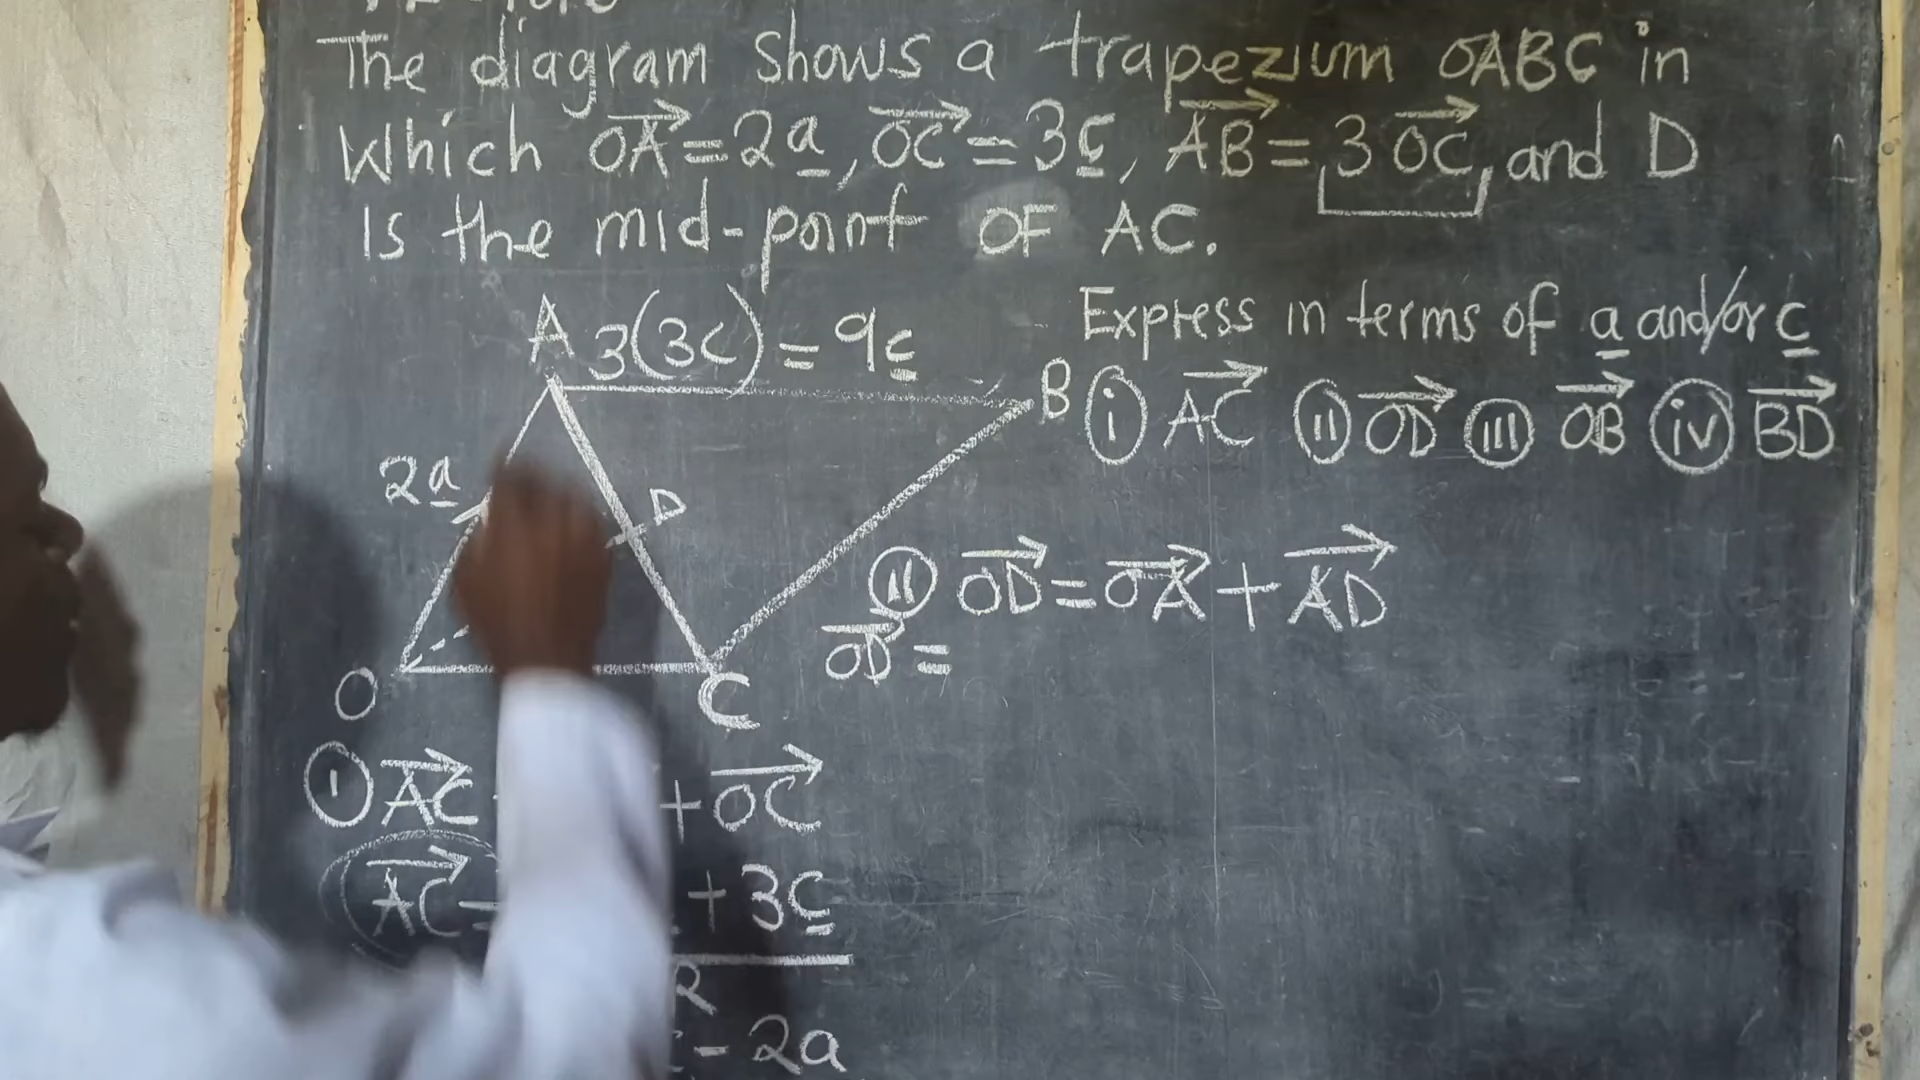 The diagram shows a trapezium OABC in
which OA=2a, OC=3c, AB=3OC, and D
Is the mid-point OF AC.
Express in terms of a and/or c
(i) AC (ii) OD (iii) OB (iv) BD
A 3(3c)=9c
B
2a
D
O
C
(ii) OD=OA+AD
OD=
(i) AC +OC
AC= +3c
-2a